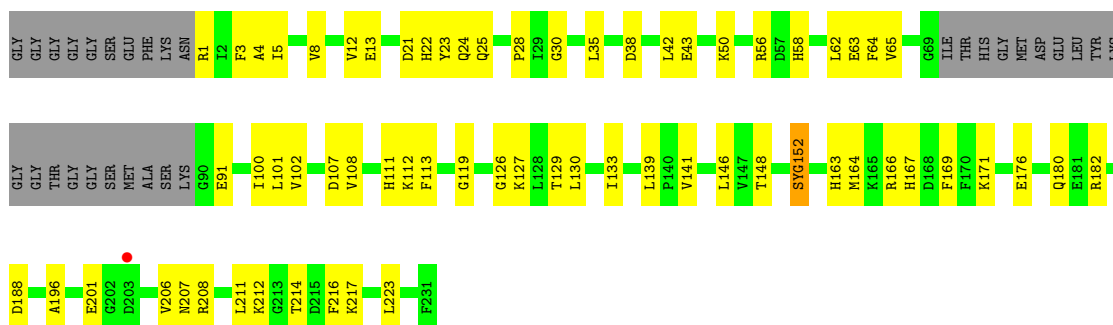 GLY GLY GLY GLY GLY SER GLU PHE LYS ASN R1 I2 F3 A4 I5 V8 V12 E13 D21 H22 Y23 Q24 Q25 P28 I29 G30 L35 D38 L42 E43 K50 R56 D57 H58 L62 E63 F64 V65 G69 ILE THR HIS GLY MET ASP GLU LEU TYR
GLY GLY THR GLY GLY SER MET ALA SER LYS G90 E91 I100 L101 V102 D107 V108 H111 K112 F113 G119 G126 K127 L128 T129 L130 I133 L139 P140 V141 L146 V147 T148 SYG152 H163 M164 K165 R166 H167 D168 F169 F170 K171 E176 Q180 E181 R182
D188 A196 E201 G202 D203 V206 N207 R208 L211 K212 G213 T214 D215 F216 K217 L223 F231